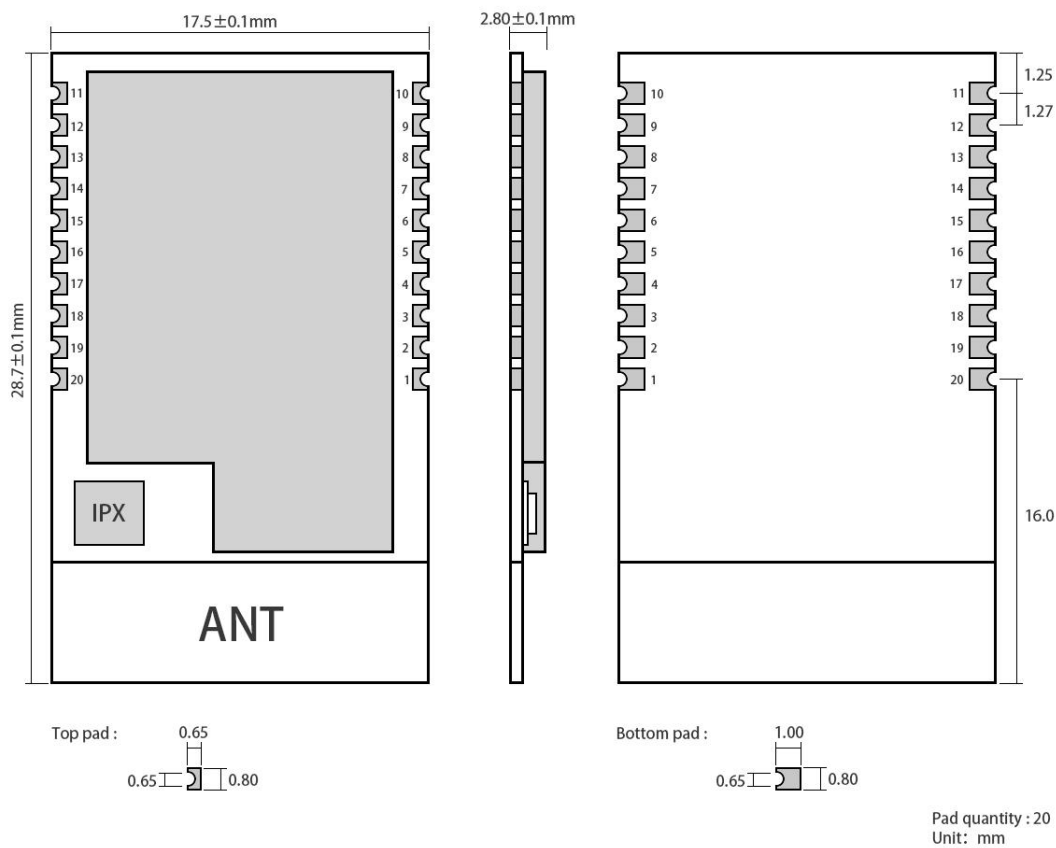 17.5±0.1mm
2.80±0.1mm
28.7±0.1mm
11 10
12 9
13 8
14 7
15 6
16 5
17 4
18 3
19 2
20 1
IPX
ANT
10 11
9 12
8 13
7 14
6 15
5 16
4 17
3 18
2 19
1 20
1.25
1.27
16.0
Top pad : 0.65
0.65 0.80
Bottom pad : 1.00
0.65 0.80
Pad quantity : 20
Unit: mm